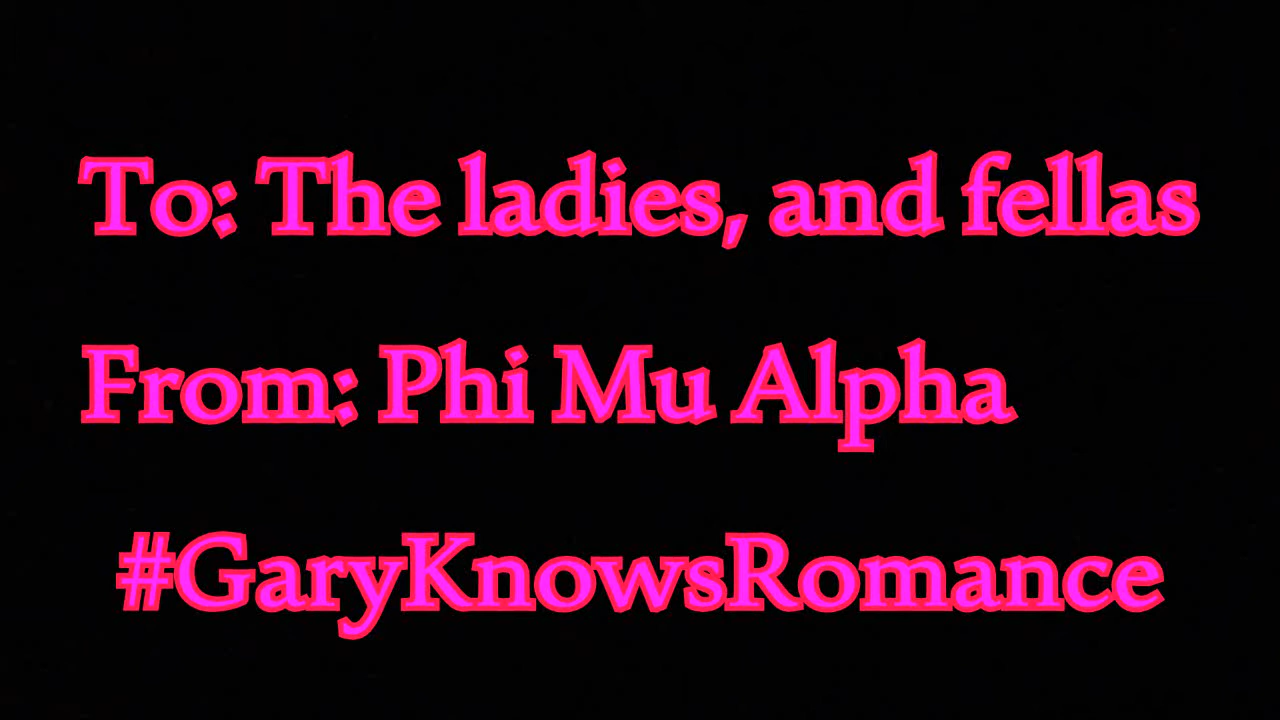 To: The ladies, and fellas
From: Phi Mu Alpha
#GaryKnowsRomance